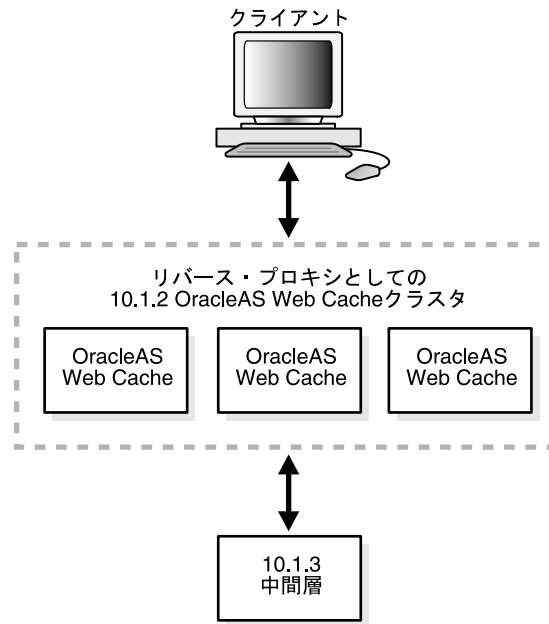 クライアント
リバース・プロキシとしての
10.1.2 OracleAS Web Cacheクラスタ
OracleAS
Web Cache
OracleAS
Web Cache
OracleAS
Web Cache
10.1.3
中間層